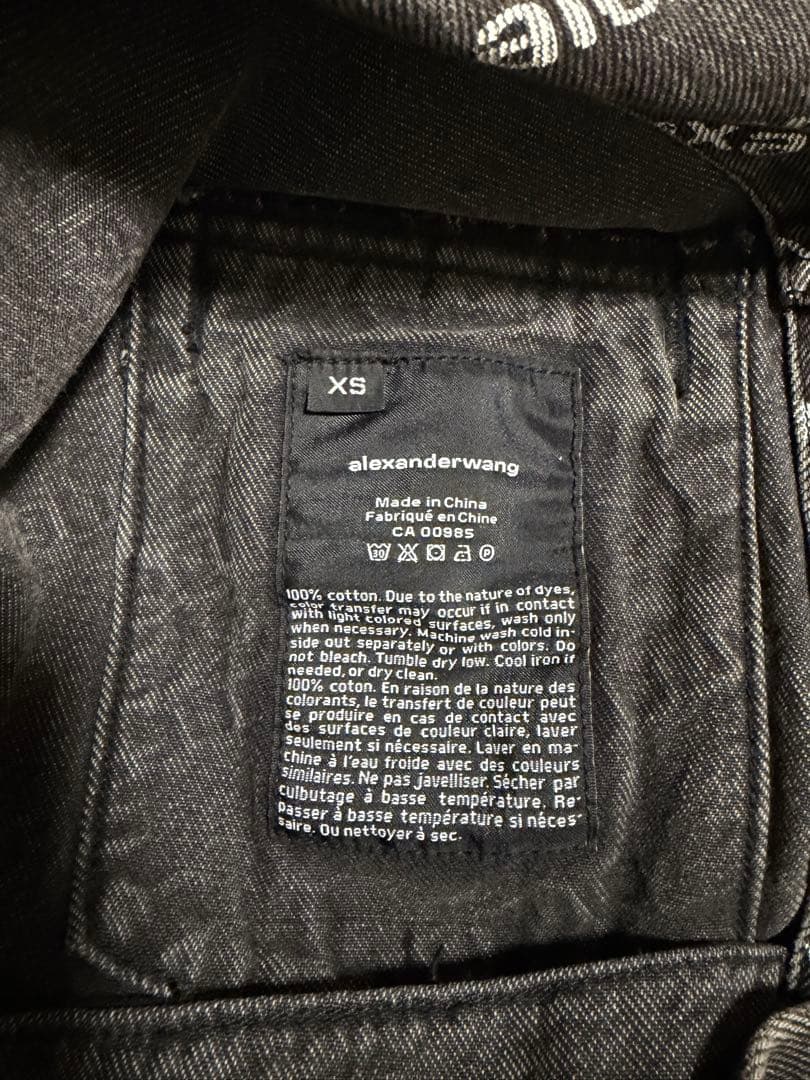 XS
alexanderwang
Made in China
Fabriqué en Chine
CA 00985
30
P
100% cotton. Due to the nature of dyes,
color transfer may occur if in contact
with light colored surfaces, wash only
when necessary. Machine wash cold in-
side out separately or with colors. Do
not bleach. Tumble dry low. Cool iron if
needed, or dry clean.
100% coton. En raison de la nature des
colorants, le transfert de couleur peut
se produire en cas de contact avec
des surfaces de couleur claire, laver
seulement si nécessaire. Laver en ma-
chine à l'eau froide avec des couleurs
similaires. Ne pas javelliser. Sécher par
culbutage à basse température. Re-
passer à basse température si néces-
saire. Ou nettoyer à sec.